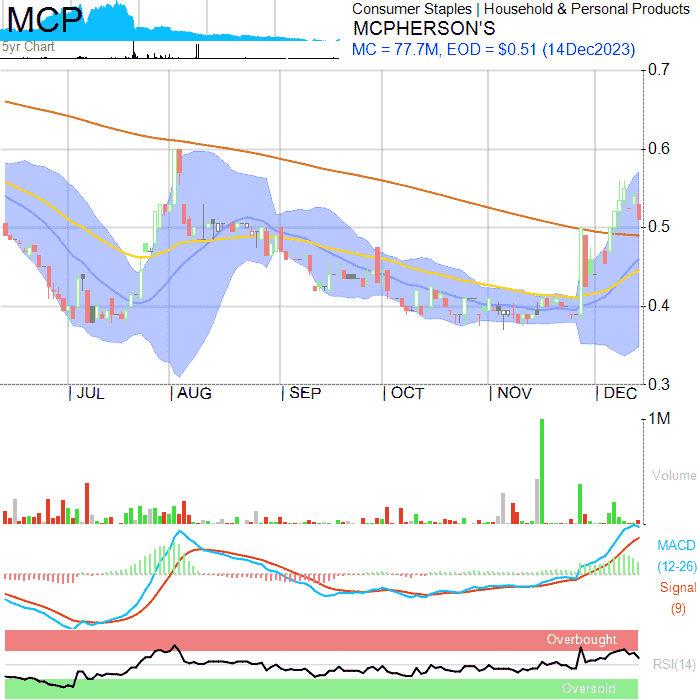 MCP
Consumer Staples | Household & Personal Products
MCPHERSON'S
5yr Chart
MC = 77.7M, EOD = $0.51 (14Dec2023)
0.7
0.6
0.5
0.4
0.3
JUL
AUG
SEP
OCT
NOV
DEC
1M
Volume
MACD
(12-26)
Signal
(9)
Overbought
RSI(14)
Oversold